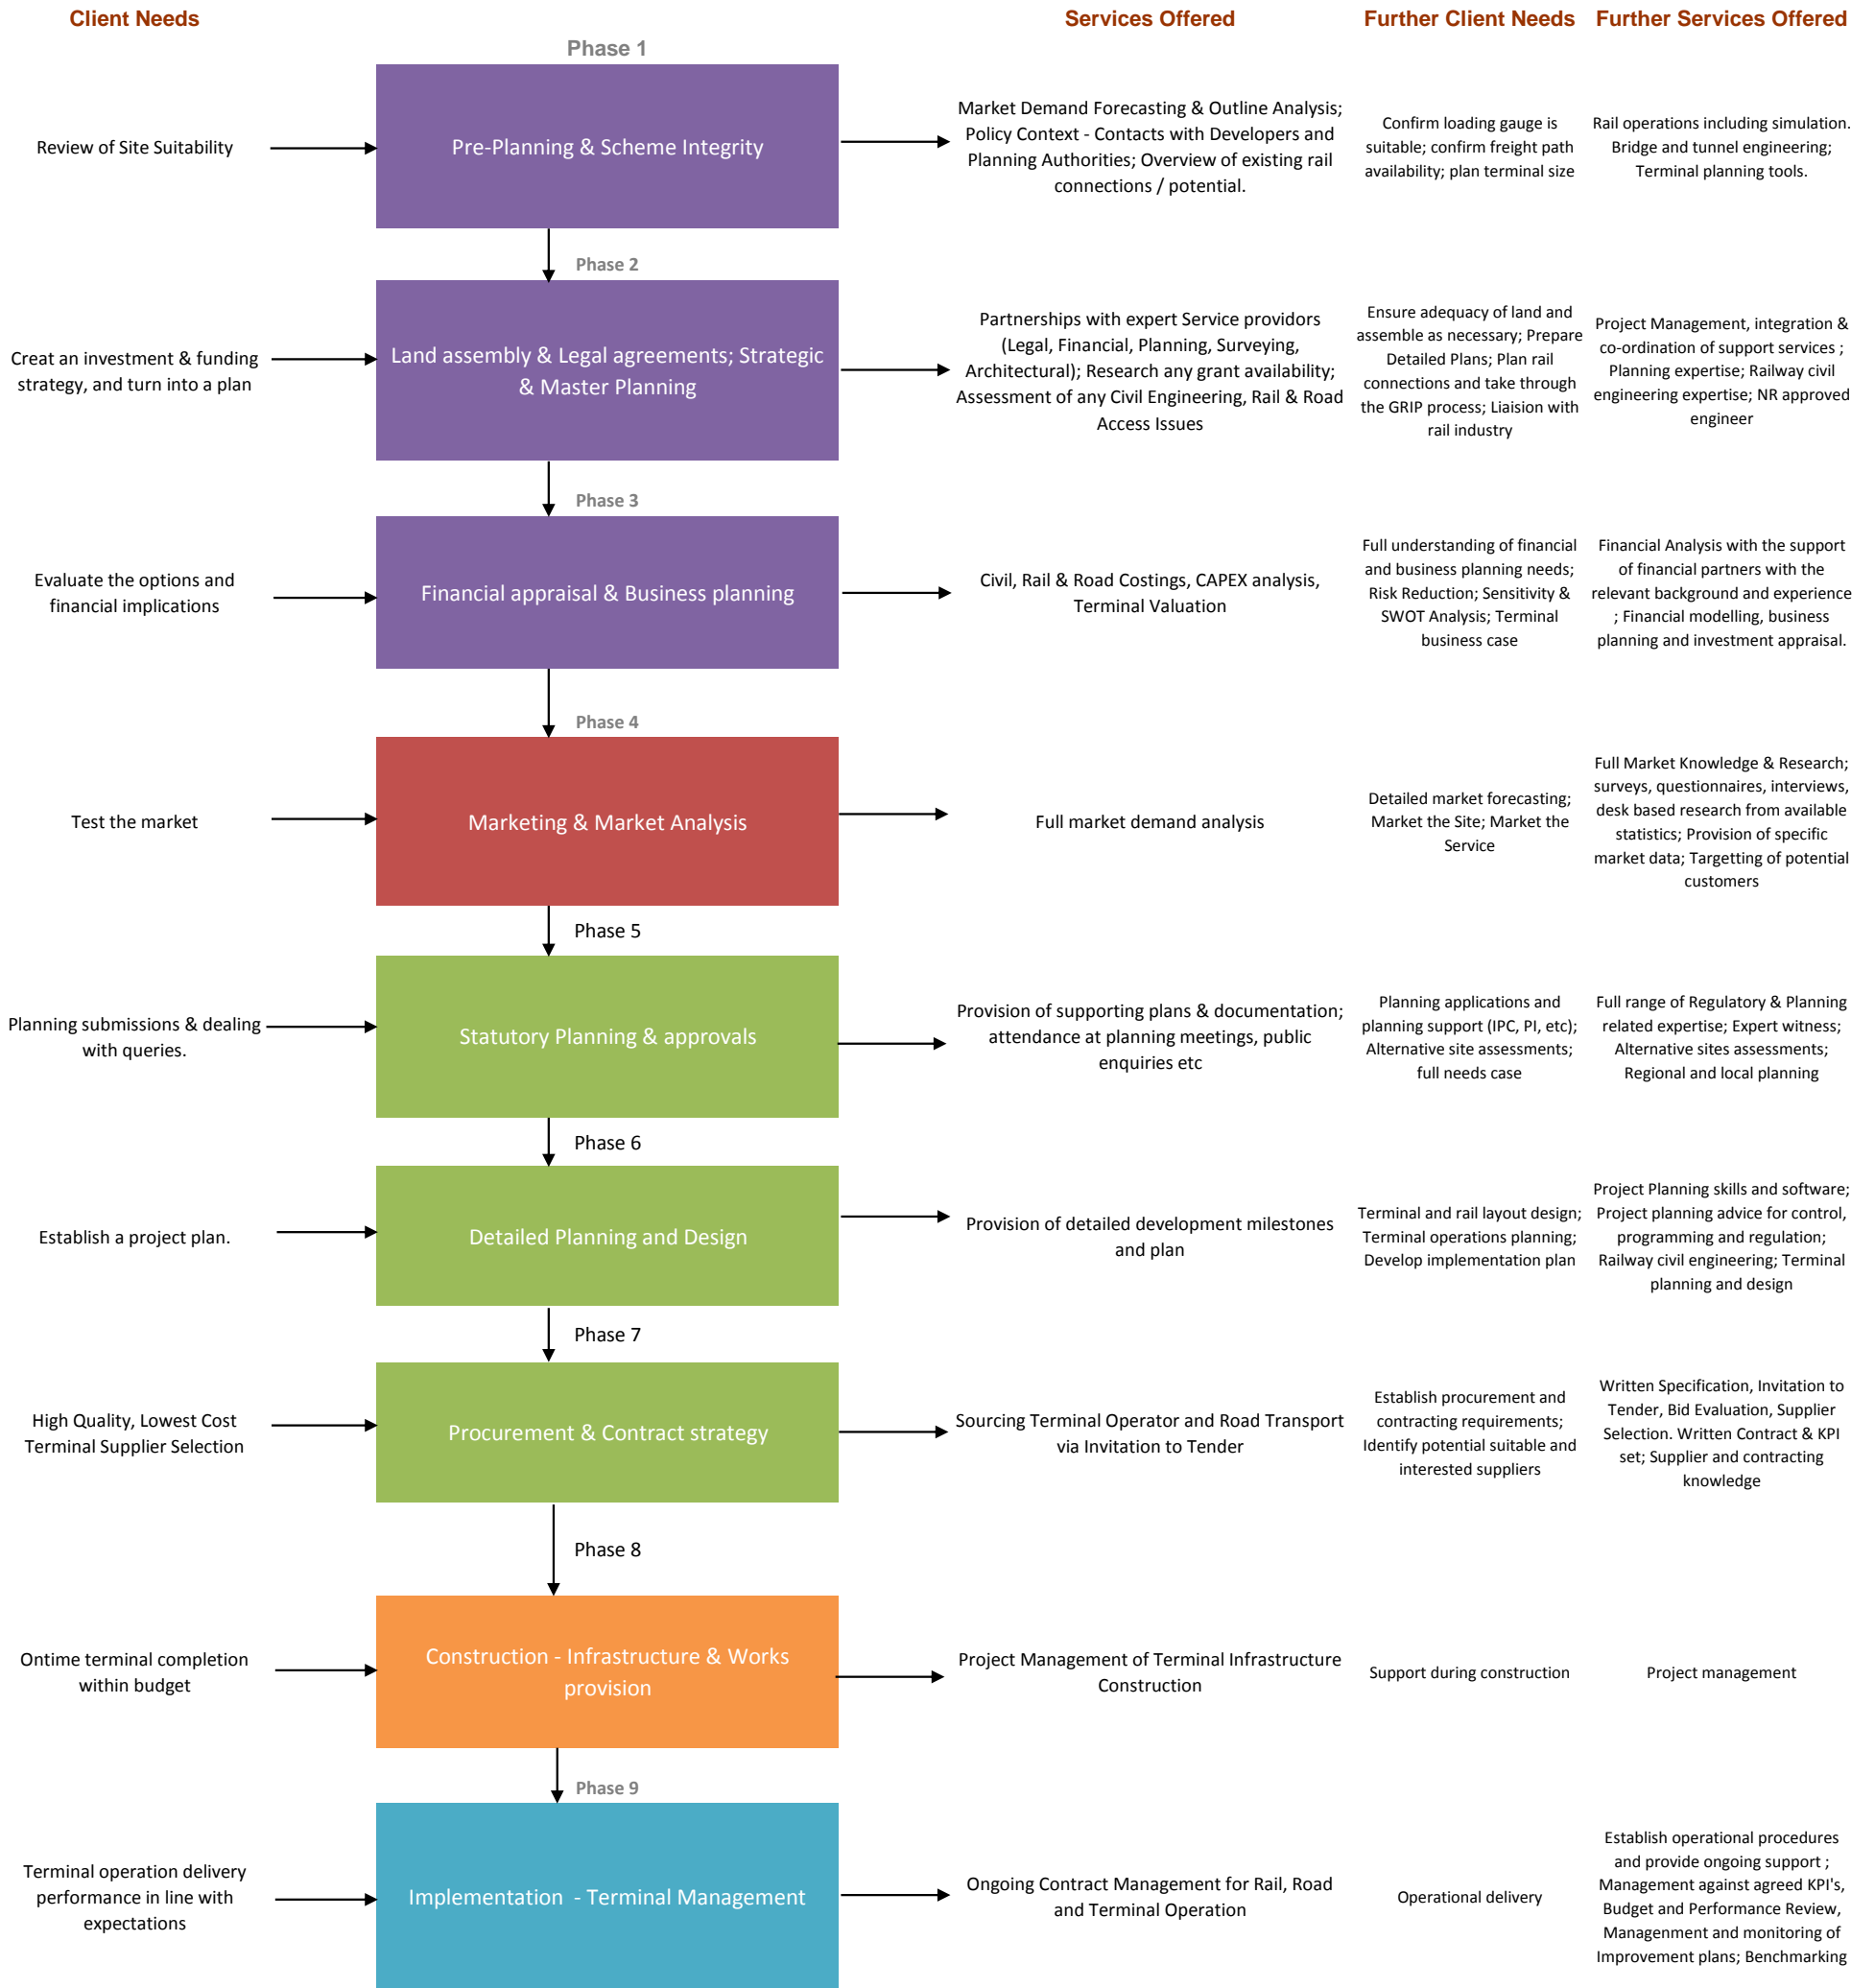 Client Needs
Services Offered
Further Client Needs
Further Services Offered
Phase 1
Review of Site Suitability
Pre-Planning & Scheme Integrity
Market Demand Forecasting & Outline Analysis;
Policy Context - Contacts with Developers and
Planning Authorities; Overview of existing rail
connections / potential.
Confirm loading gauge is
suitable; confirm freight path
availability; plan terminal size
Rail operations including simulation.
Bridge and tunnel engineering;
Terminal planning tools.
Phase 2
Creat an investment & funding
strategy, and turn into a plan
Land assembly & Legal agreements; Strategic
& Master Planning
Partnerships with expert Service providors
(Legal, Financial, Planning, Surveying,
Architectural); Research any grant availability;
Assessment of any Civil Engineering, Rail & Road
Access Issues
Ensure adequacy of land and
assemble as necessary; Prepare
Detailed Plans; Plan rail
connections and take through
the GRIP process; Liaision with
rail industry
Project Management, integration &
co-ordination of support services ;
Planning expertise; Railway civil
engineering expertise; NR approved
engineer
Phase 3
Evaluate the options and
financial implications
Financial appraisal & Business planning
Civil, Rail & Road Costings, CAPEX analysis,
Terminal Valuation
Full understanding of financial
and business planning needs;
Risk Reduction; Sensitivity &
SWOT Analysis; Terminal
business case
Financial Analysis with the support
of financial partners with the
relevant background and experience
; Financial modelling, business
planning and investment appraisal.
Phase 4
Test the market
Marketing & Market Analysis
Full market demand analysis
Detailed market forecasting;
Market the Site; Market the
Service
Full Market Knowledge & Research;
surveys, questionnaires, interviews,
desk based research from available
statistics; Provision of specific
market data; Targetting of potential
customers
Phase 5
Planning submissions & dealing
with queries.
Statutory Planning & approvals
Provision of supporting plans & documentation;
attendance at planning meetings, public
enquiries etc
Planning applications and
planning support (IPC, PI, etc);
Alternative site assessments;
full needs case
Full range of Regulatory & Planning
related expertise; Expert witness;
Alternative sites assessments;
Regional and local planning
Phase 6
Establish a project plan.
Detailed Planning and Design
Provision of detailed development milestones
and plan
Terminal and rail layout design;
Terminal operations planning;
Develop implementation plan
Project Planning skills and software;
Project planning advice for control,
programming and regulation;
Railway civil engineering; Terminal
planning and design
Phase 7
High Quality, Lowest Cost
Terminal Supplier Selection
Procurement & Contract strategy
Sourcing Terminal Operator and Road Transport
via Invitation to Tender
Establish procurement and
contracting requirements;
Identify potential suitable and
interested suppliers
Written Specification, Invitation to
Tender, Bid Evaluation, Supplier
Selection. Written Contract & KPI
set; Supplier and contracting
knowledge
Phase 8
Ontime terminal completion
within budget
Construction - Infrastructure & Works
provision
Project Management of Terminal Infrastructure
Construction
Support during construction
Project management
Phase 9
Terminal operation delivery
performance in line with
expectations
Implementation - Terminal Management
Ongoing Contract Management for Rail, Road
and Terminal Operation
Operational delivery
Establish operational procedures
and provide ongoing support ;
Management against agreed KPI's,
Budget and Performance Review,
Managenment and monitoring of
Improvement plans; Benchmarking